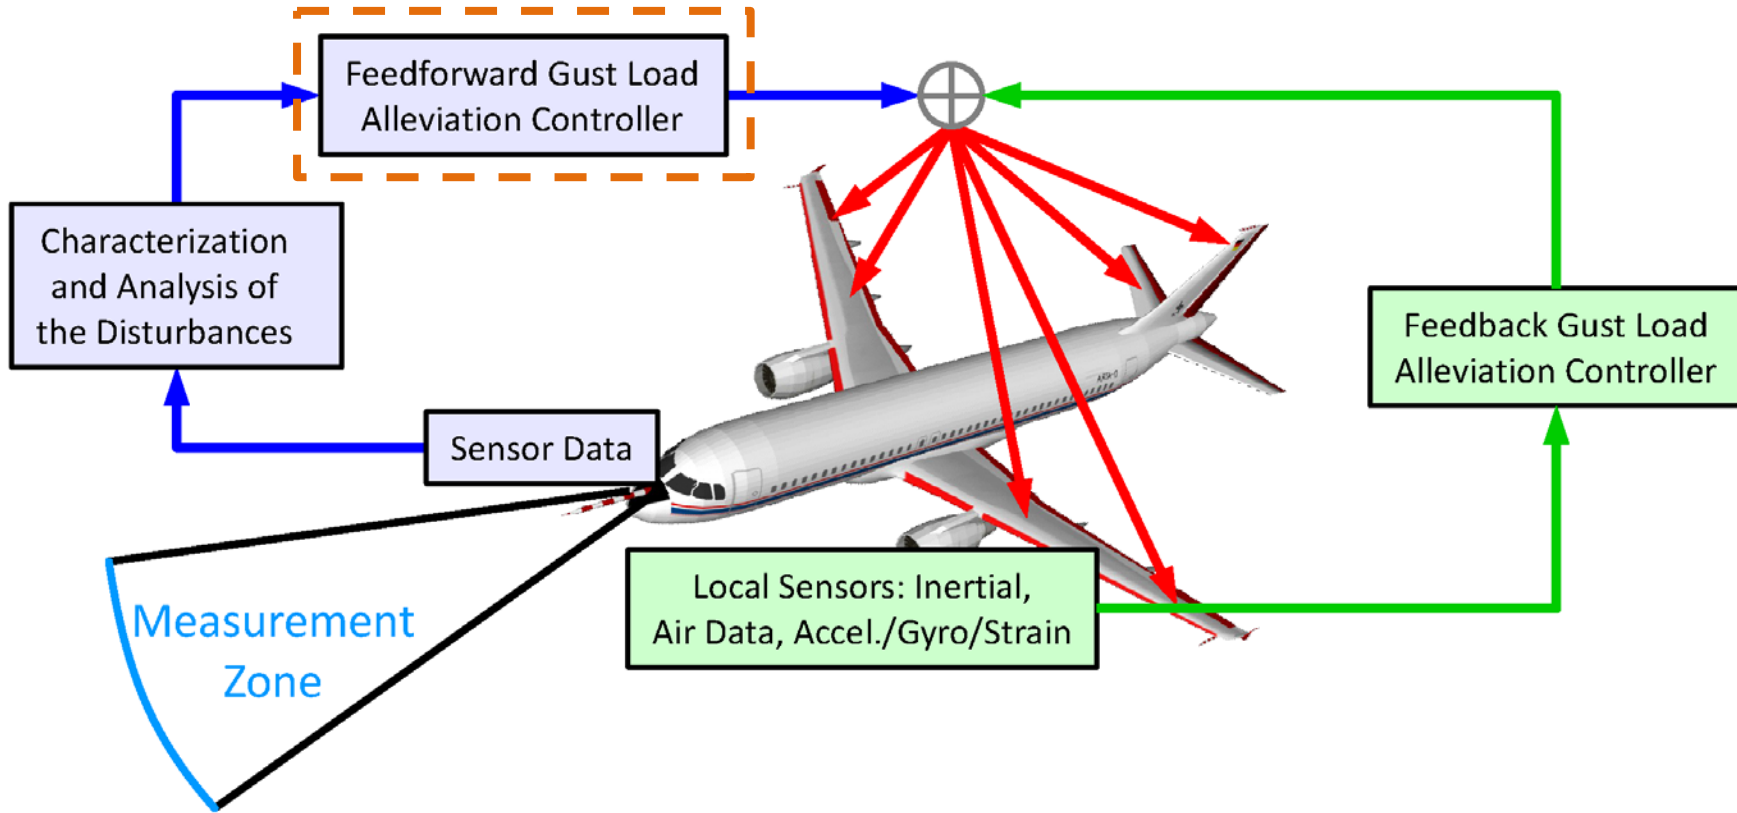 Feedforward Gust Load
Alleviation Controller
Characterization
and Analysis of
the Disturbances
Feedback Gust Load
Alleviation Controller
Sensor Data
Local Sensors: Inertial,
Air Data, Accel./Gyro/Strain
Measurement
Zone